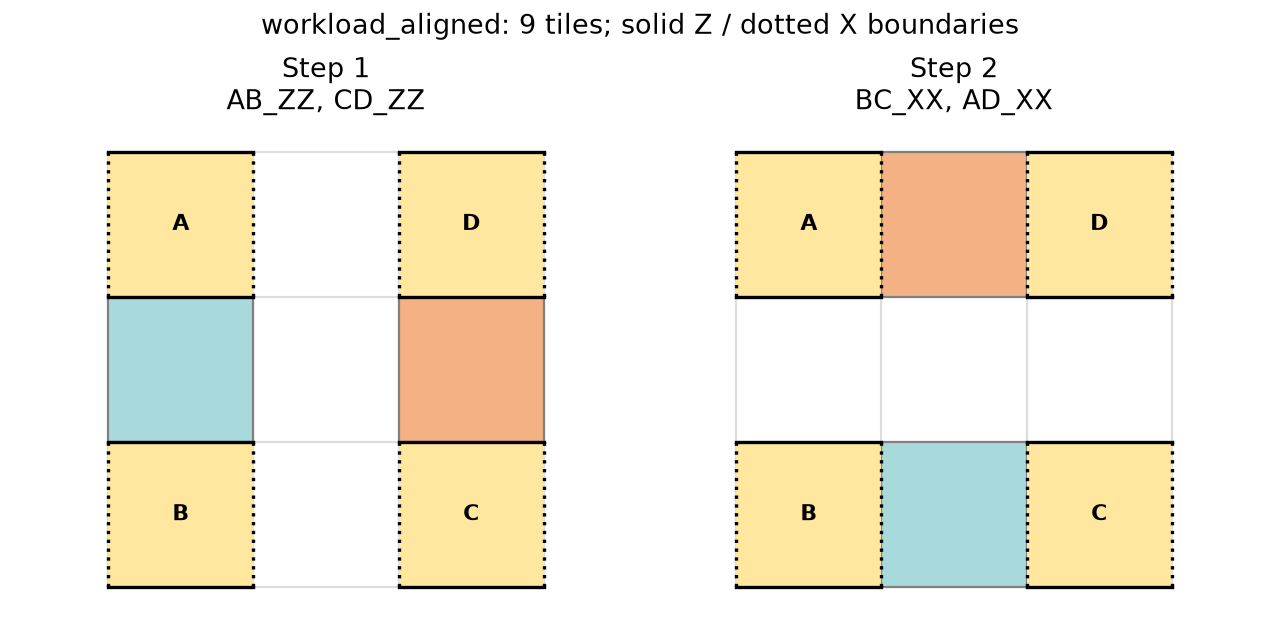 workload_aligned: 9 tiles; solid Z / dotted X boundaries
Step 1
AB_ZZ, CD_ZZ
A
D
B
C
Step 2
BC_XX, AD_XX
A
D
B
C